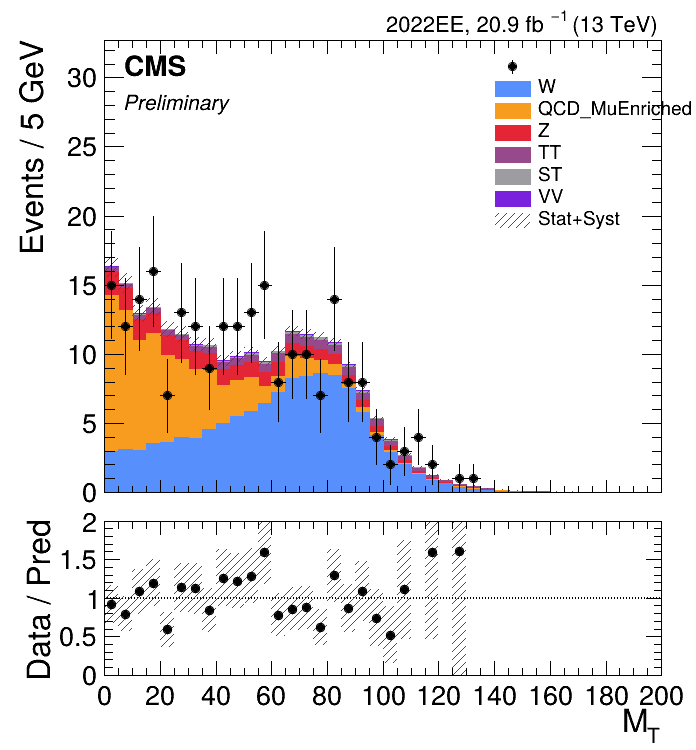 2022EE, 20.9 fb⁻¹ (13 TeV)
Events / 5 GeV
CMS
Preliminary
W
QCD_MuEnriched
Z
TT
ST
VV
Stat+Syst
30
25
20
15
10
5
0
Data / Pred
2
1.5
1
0.5
0
0 20 40 60 80 100 120 140 160 180 200
M_T